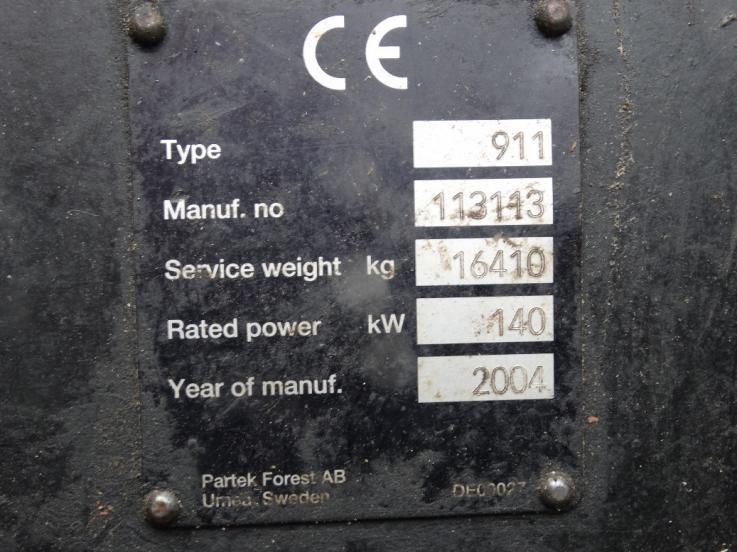 CE
Type 911
Manuf. no 113113
Service weight kg 16410
Rated power kW 140
Year of manuf. 2004
Partek Forest AB
Umeå Sweden